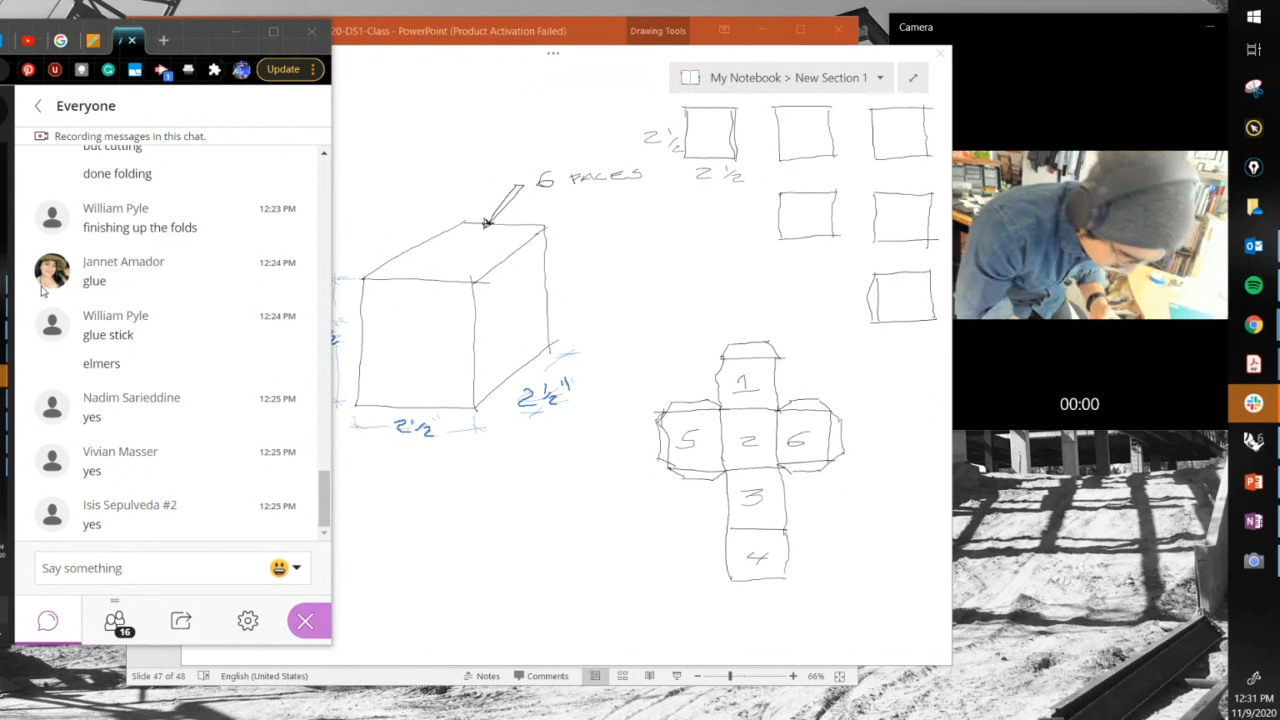 20-DS1-Class - PowerPoint (Product Activation Failed)
Drawing Tools
Camera
Update
My Notebook > New Section 1
Everyone
Recording messages in this chat.
but cutting
done folding
William Pyle
12:23 PM
finishing up the folds
Jannet Amador
12:24 PM
glue
William Pyle
12:24 PM
glue stick
elmers
Nadim Sarieddine
12:25 PM
yes
Vivian Masser
12:25 PM
yes
Isis Sepulveda #2
12:25 PM
yes
Say something
16
6 FACES
2 1/2
2 1/2
2 1/2"
2 1/2"
1
5 2 6
3
4
00:00
Slide 47 of 48
English (United States)
Notes
Comments
66%
12:31 PM
11/9/2020